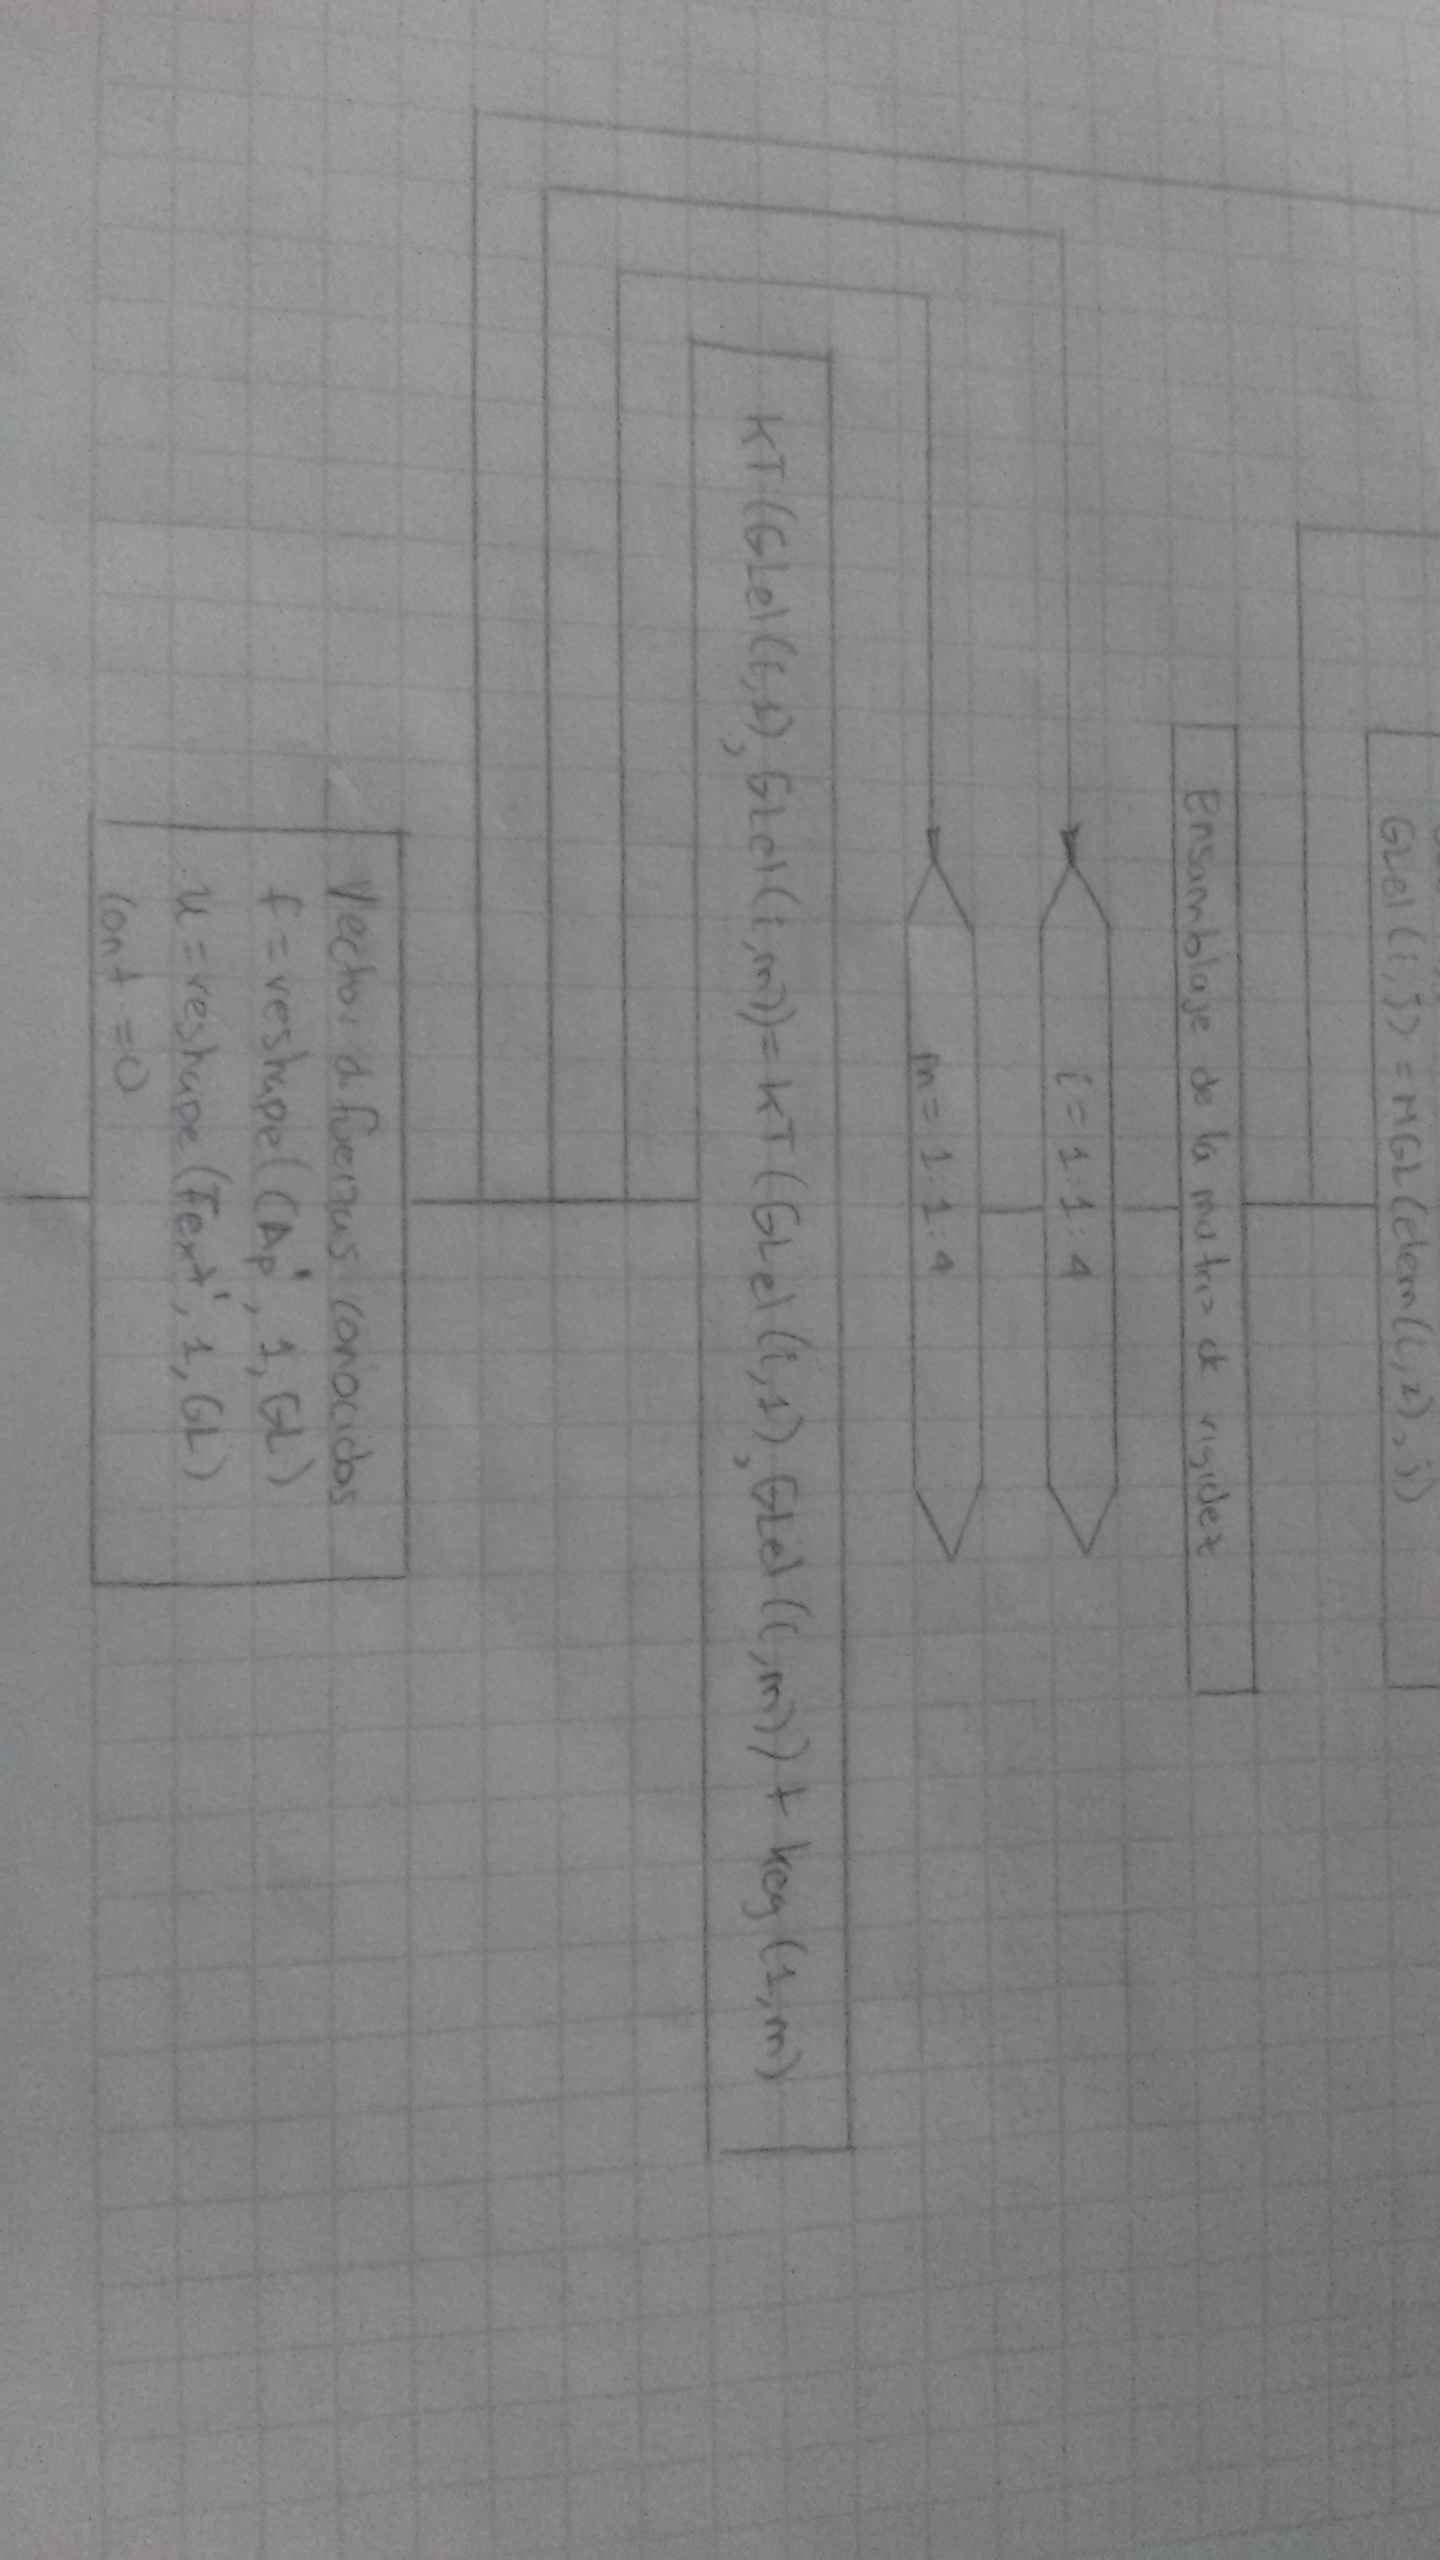 GLel(i,j) = MGL(elem(i,2),j)
Ensamblaje de la matriz de rigidez
i = 1:1:4
m = 1:1:4
KT(GLel(i,1),GLel(i,m))=KT(GLel(i,1),GLel(i,m))+keg(1,m)
Vector d fuerzas conocidas
f=reshape((Ap', 1, GL)
u=reshape(Fext', 1, GL)
Cont =0